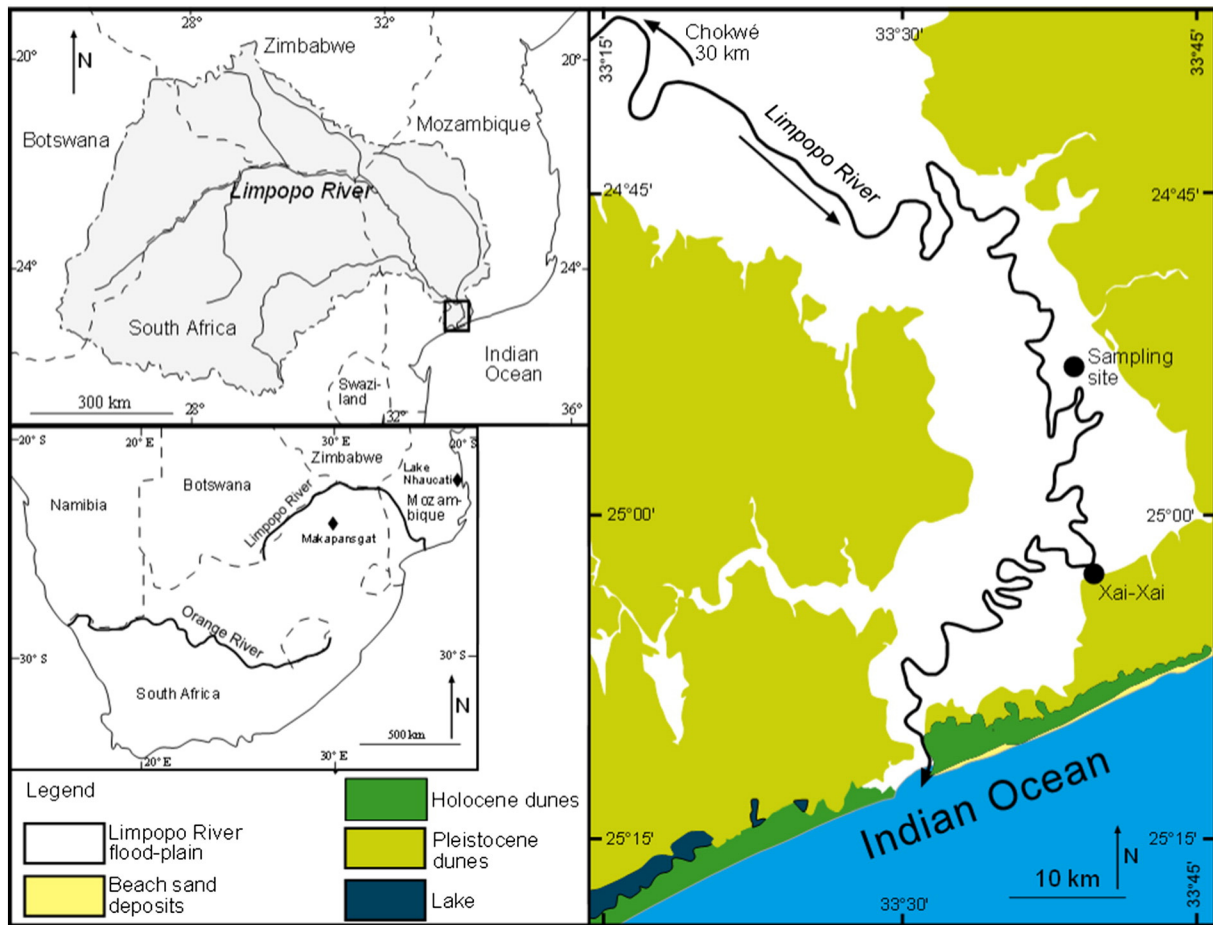 28°
32°
20°
20°
N
Zimbabwe
Botswana
Mozambique
Limpopo River
24°
24°
South Africa
Indian
Ocean
Swazi-
land
300 km
28°
32°
36°
20° S
20° E
30° E
20° S
Zimbabwe
Lake
Nhaucati
Namibia
Botswana
Limpopo River
Mozam-
bique
Makapansgat
Orange River
30° S
30° S
South Africa
N
500 km
20° E
30° E
Legend
Limpopo River
flood-plain
Beach sand
deposits
Holocene dunes
Pleistocene
dunes
Lake
33°15'
Chokwé
30 km
33°30'
33°45'
Limpopo River
24°45'
24°45'
Sampling
site
25°00'
25°00'
Xai-Xai
Indian Ocean
25°15'
25°15'
N
10 km
33°30'
33°45'